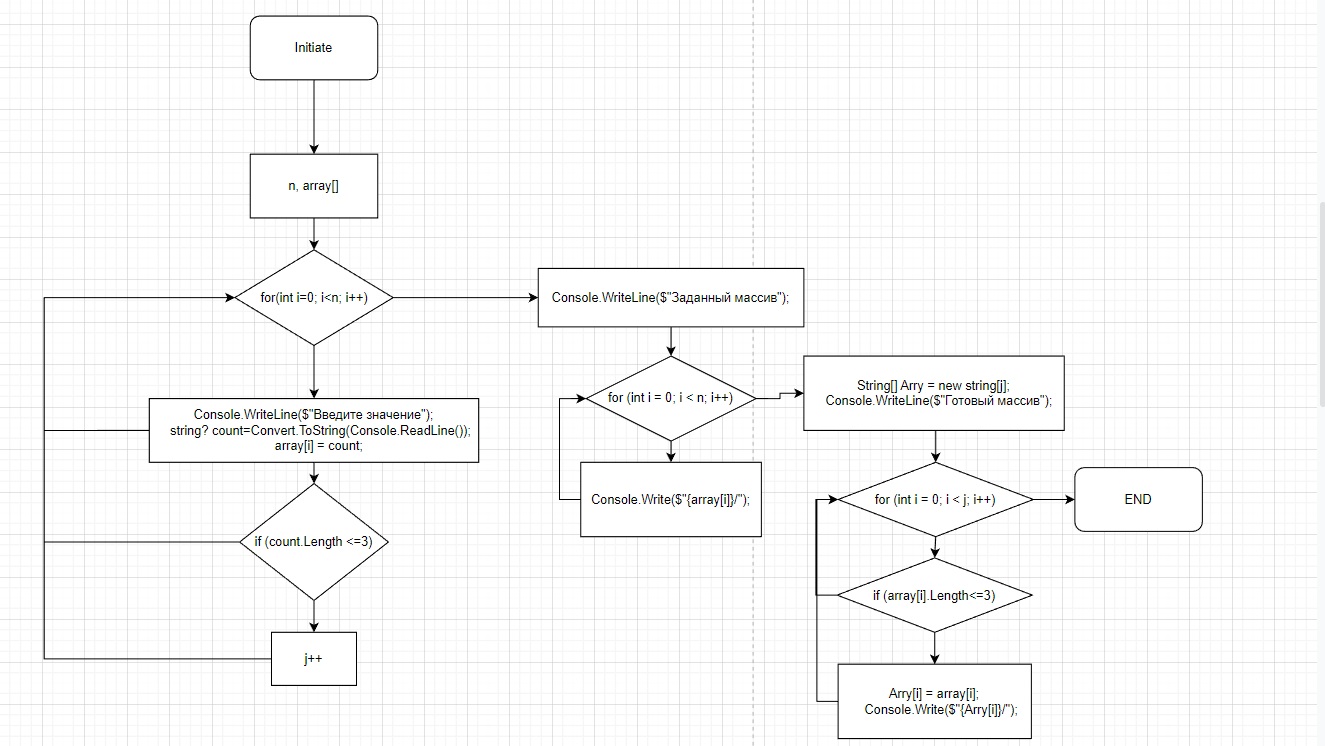 Initiate
n, array[]
for(int i=0; i<n; i++)
Console.WriteLine($"Введите значение");
string? count=Convert.ToString(Console.ReadLine());
array[i] = count;
if (count.Length <=3)
j++
Console.WriteLine($"Заданный массив");
for (int i = 0; i < n; i++)
Console.Write($"{array[i]}/");
String[] Arry = new string[j];
Console.WriteLine($"Готовый массив");
for (int i = 0; i < j; i++)
END
if (array[i].Length<=3)
Arry[i] = array[i];
Console.Write($"{Arry[i]}/");